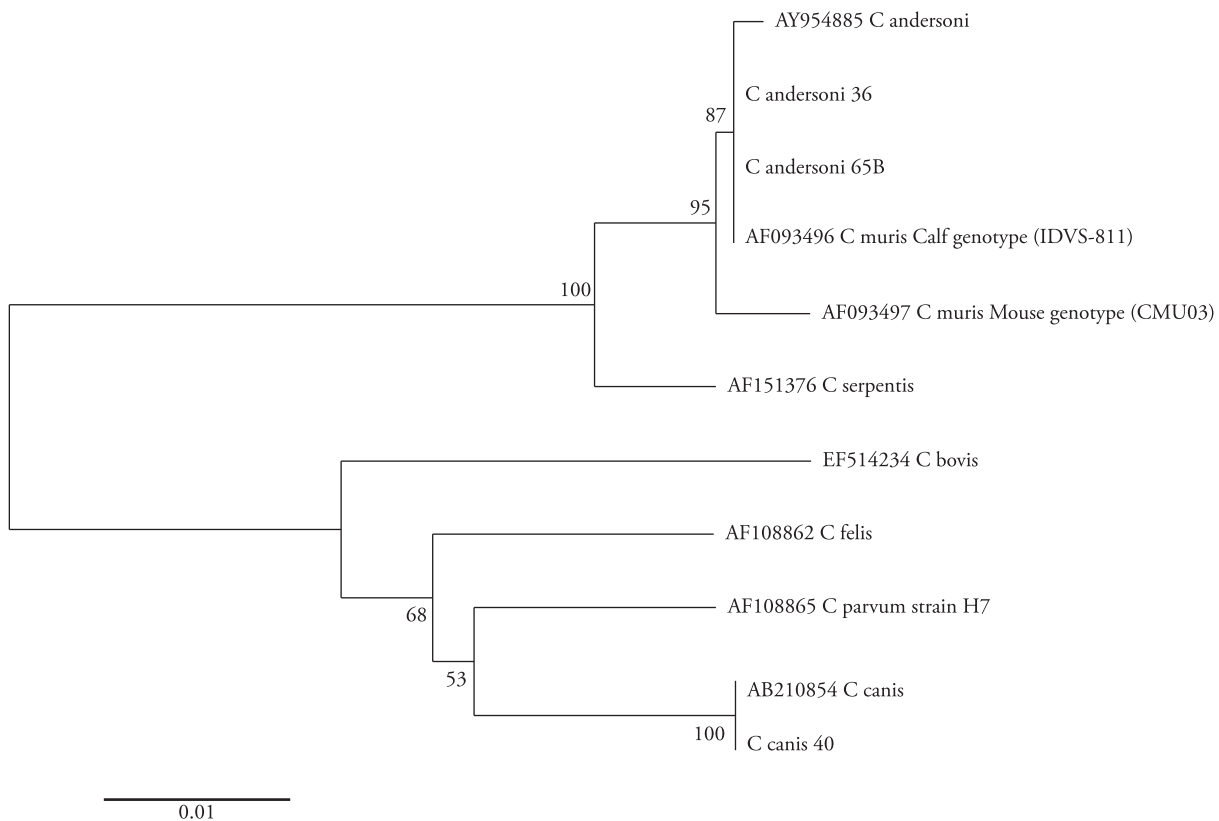 AY954885 C andersoni
C andersoni 36
87
C andersoni 65B
95
AF093496 C muris Calf genotype (IDVS-811)
100
AF093497 C muris Mouse genotype (CMU03)
AF151376 C serpentis
EF514234 C bovis
AF108862 C felis
68
AF108865 C parvum strain H7
53
AB210854 C canis
100
C canis 40
0.01